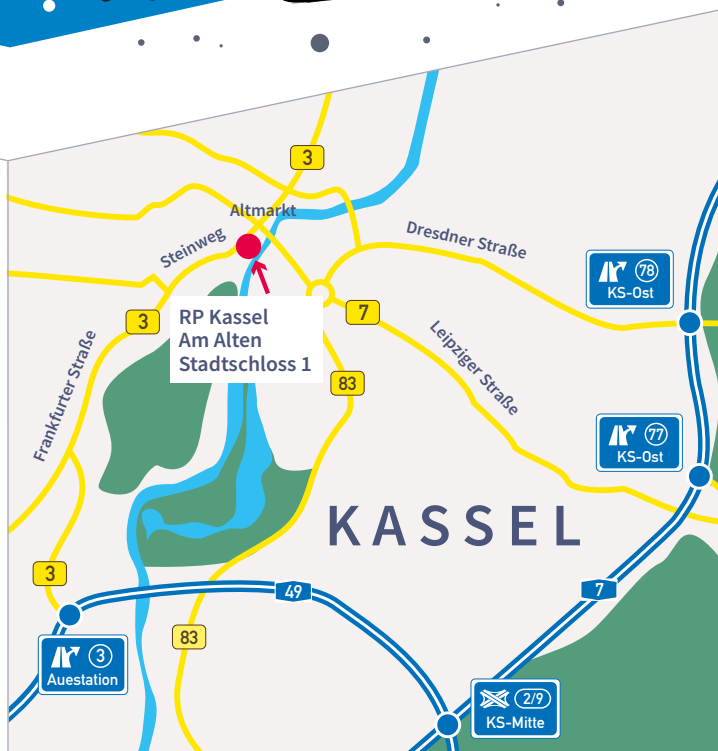 3
Altmarkt
Steinweg
Dresdner Straße
78
KS-Ost
3
RP Kassel
Am Alten
Stadtschloss 1
7
Frankfurter Straße
Leipziger Straße
83
77
KS-Ost
KASSEL
3
49
7
83
3
Auestation
2/9
KS-Mitte